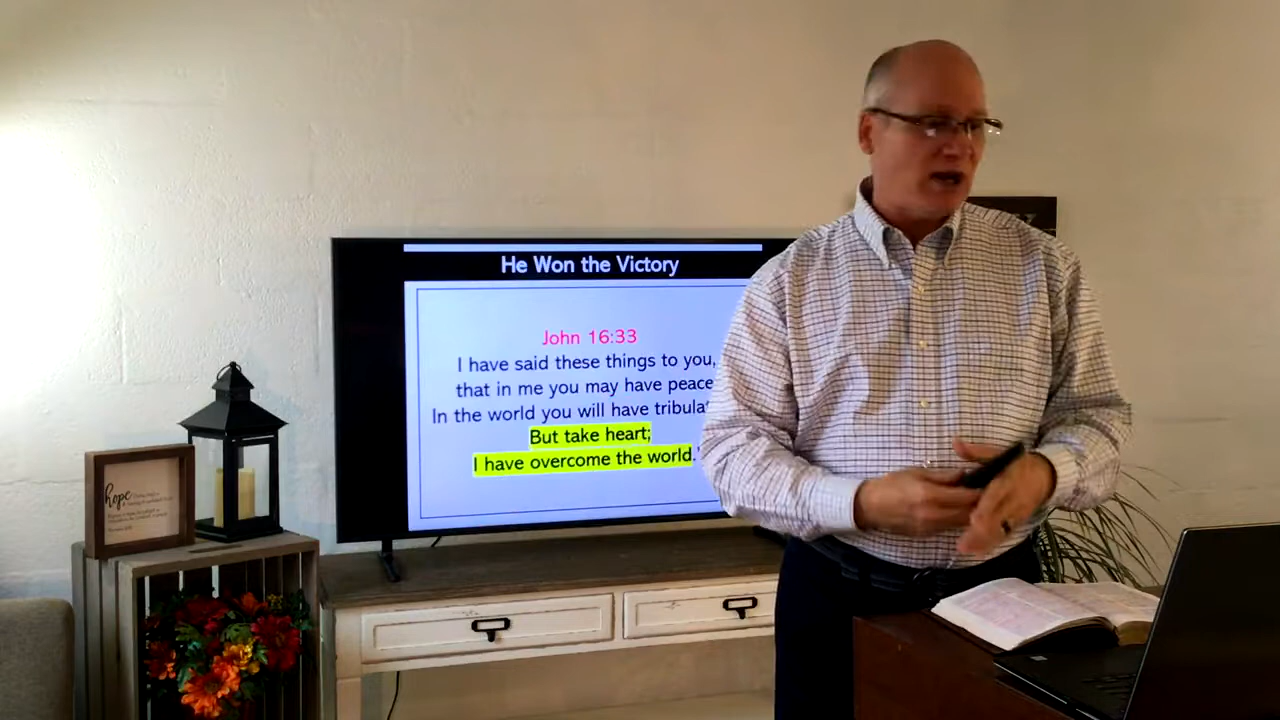 He Won the Victory
John 16:33
I have said these things to you,
that in me you may have peace
In the world you will have
But take heart;
I have overcome the world.
hope